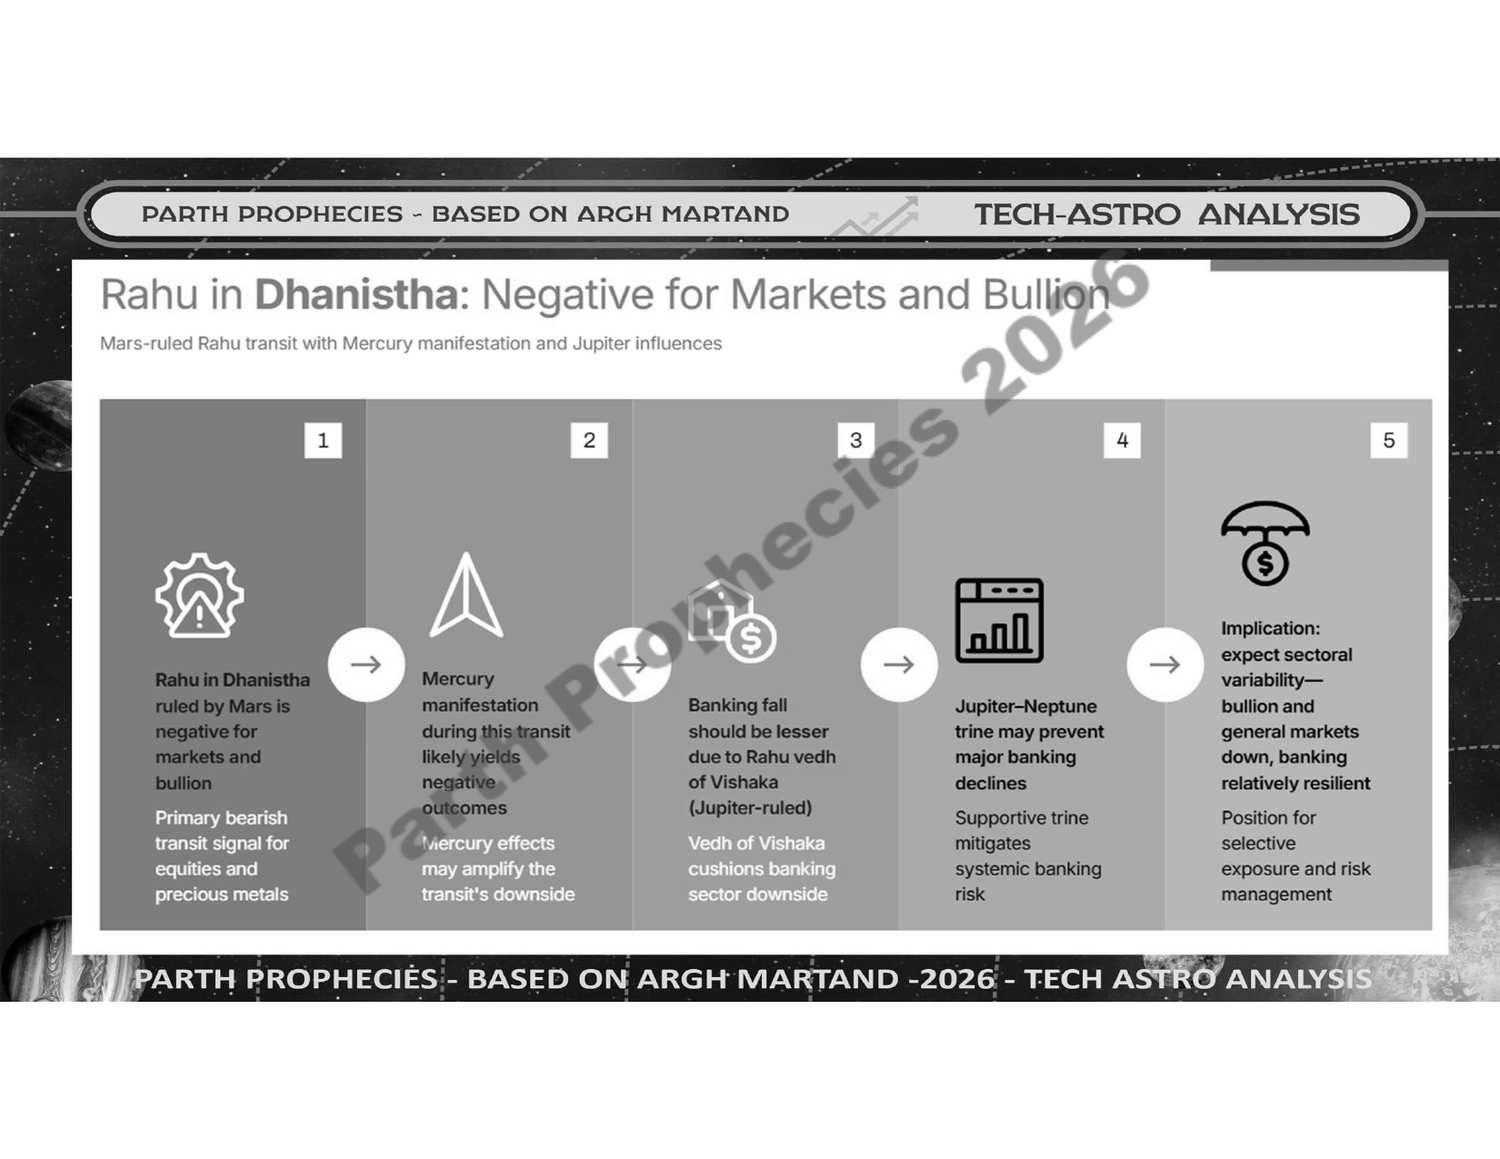 PARTH PROPHECIES ~ BASED ON ARGH MARTAND
TECH-ASTRO ANALYSIS
Rahu in Dhanistha: Negative for Markets and Bullion
Mars-ruled Rahu transit with Mercury manifestation and Jupiter influences
1
Rahu in Dhanistha
ruled by Mars is
negative for
markets and
bullion
Primary bearish
transit signal for
equities and
precious metals
→
2
Mercury
manifestation
during this transit
likely yields
negative
outcomes
Mercury effects
may amplify the
transit's downside
→
3
$
Banking fall
should be lesser
due to Rahu vedh
of Vishaka
(Jupiter-ruled)
Vedh of Vishaka
cushions banking
sector downside
→
4
Jupiter–Neptune
trine may prevent
major banking
declines
Supportive trine
mitigates
systemic banking
risk
→
5
$
Implication:
expect sectoral
variability—
bullion and
general markets
down, banking
relatively resilient
Position for
selective
exposure and risk
management
Parth Prophecies 2026
PARTH PROPHECIES - BASED ON ARGH MARTAND -2026 - TECH ASTRO ANALYSIS